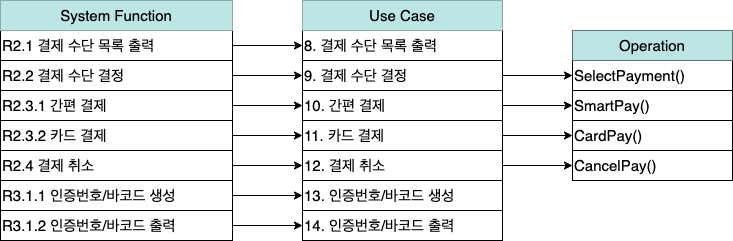 System Function
R2.1 결제 수단 목록 출력
R2.2 결제 수단 결정
R2.3.1 간편 결제
R2.3.2 카드 결제
R2.4 결제 취소
R3.1.1 인증번호/바코드 생성
R3.1.2 인증번호/바코드 출력
Use Case
8. 결제 수단 목록 출력
9. 결제 수단 결정
10. 간편 결제
11. 카드 결제
12. 결제 취소
13. 인증번호/바코드 생성
14. 인증번호/바코드 출력
Operation
SelectPayment()
SmartPay()
CardPay()
CancelPay()